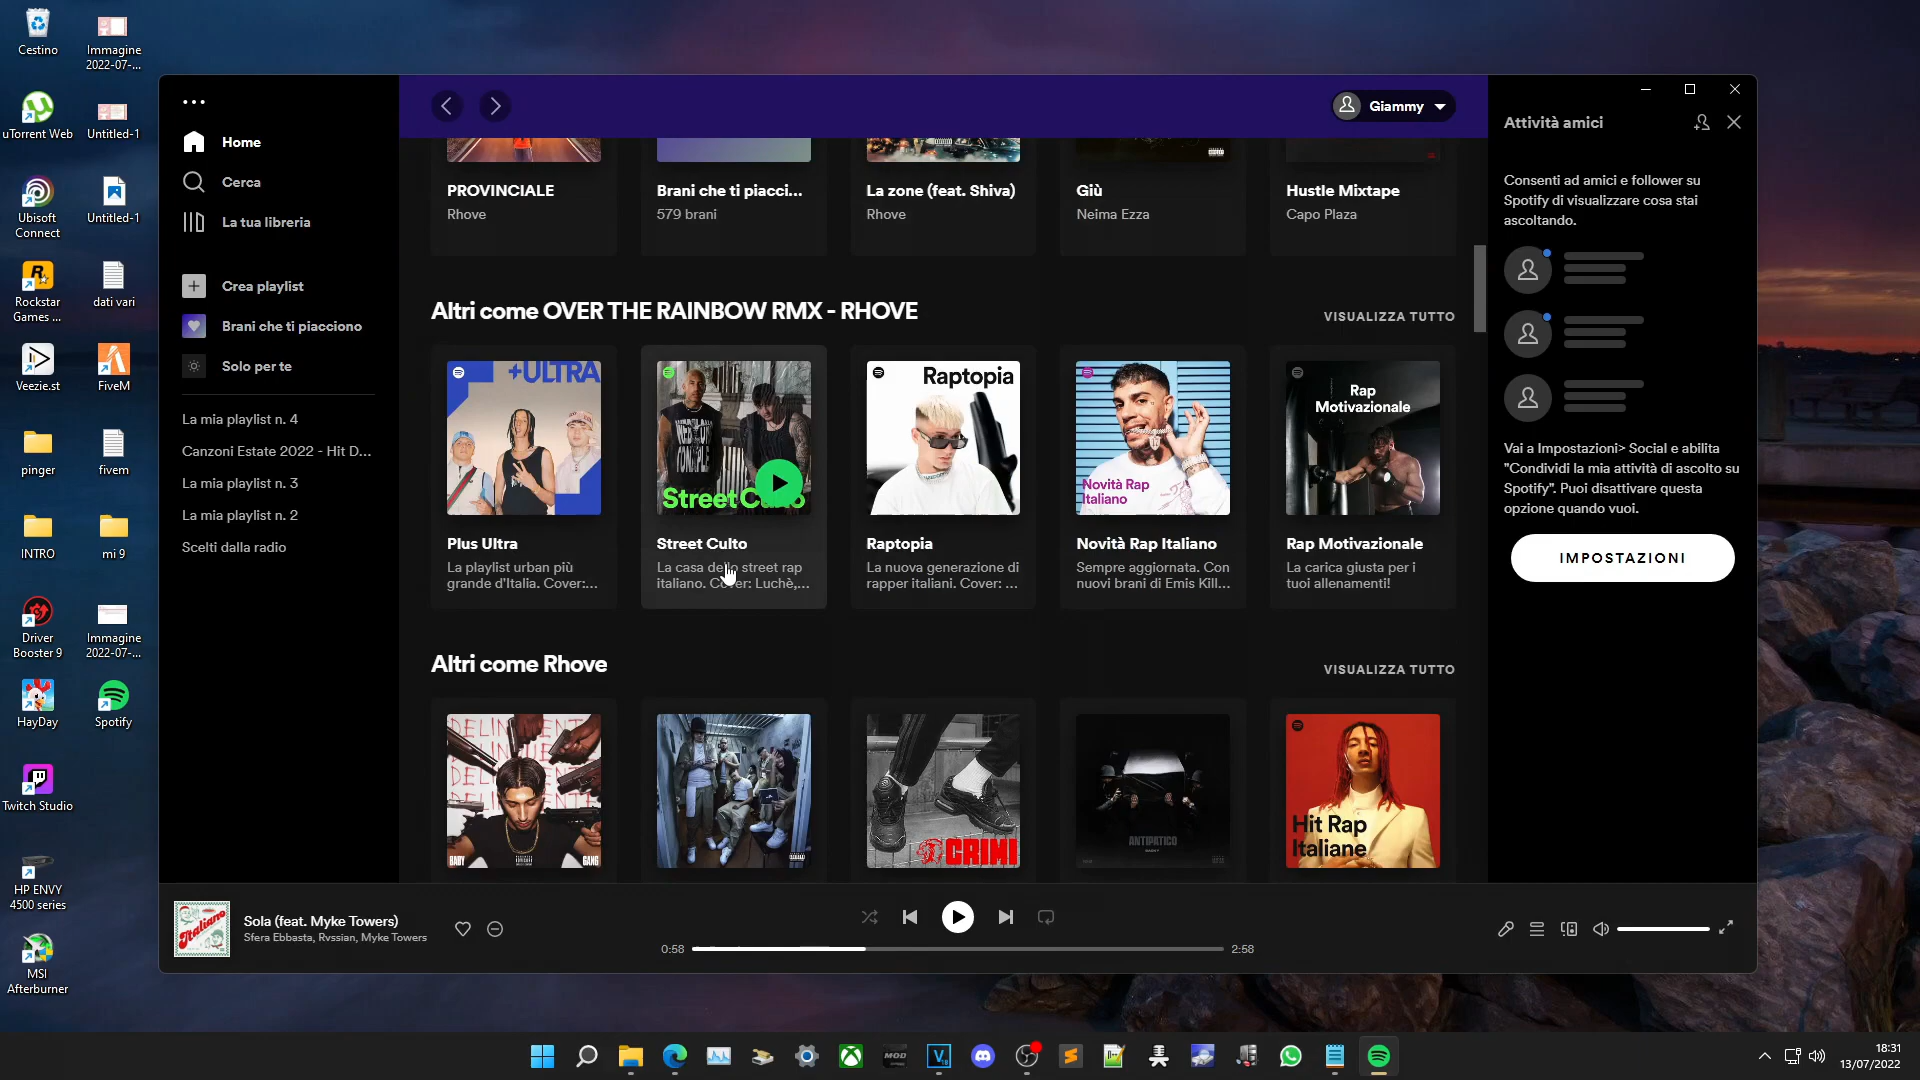 Cestino
Immagine
2022-07-...
uTorrent Web
Untitled-1
Ubisoft
Connect
Untitled-1
Rockstar
Games ...
dati vari
Veezie.st
FiveM
pinger
fivem
INTRO
mi 9
Driver
Booster 9
Immagine
2022-07-...
HayDay
Spotify
Twitch Studio
HP ENVY
4500 series
MSI
Afterburner
Home
Cerca
La tua libreria
Crea playlist
Brani che ti piacciono
Solo per te
La mia playlist n. 4
Canzoni Estate 2022 - Hit D...
La mia playlist n. 3
La mia playlist n. 2
Scelti dalla radio
Giammy
PROVINCIALE
Rhove
Brani che ti piacci...
579 brani
La zone (feat. Shiva)
Rhove
Giù
Neima Ezza
Hustle Mixtape
Capo Plaza
Altri come OVER THE RAINBOW RMX - RHOVE
VISUALIZZA TUTTO
+ULTRA
Plus Ultra
La playlist urban più
grande d'Italia. Cover:...
Street Culto
Street Culto
La casa dello street rap
italiano. Cover: Luchè,...
Raptopia
Raptopia
La nuova generazione di
rapper italiani. Cover: ...
Novità Rap
Italiano
Novità Rap Italiano
Sempre aggiornata. Con
nuovi brani di Emis Kill...
Rap
Motivazionale
Rap Motivazionale
La carica giusta per i
tuoi allenamenti!
Altri come Rhove
VISUALIZZA TUTTO
BABY
GANG
CRIMI
ANTIPATICO
Hit Rap
Italiane
Attività amici
Consenti ad amici e follower su
Spotify di visualizzare cosa stai
ascoltando.
Vai a Impostazioni> Social e abilita
"Condividi la mia attività di ascolto su
Spotify". Puoi disattivare questa
opzione quando vuoi.
IMPOSTAZIONI
Italiano
Sola (feat. Myke Towers)
Sfera Ebbasta, Rvssian, Myke Towers
0:58
2:58
MOD
18:31
13/07/2022